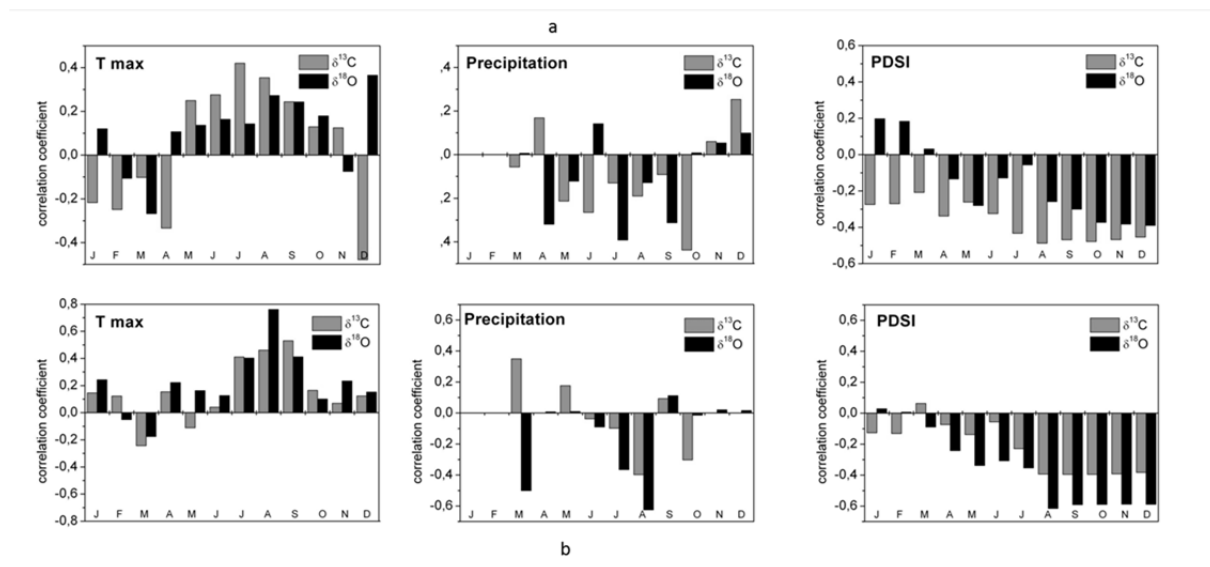 a
T max
δ¹³C
δ¹⁸O
correlation coefficient
0,4
0,2
0,0
-0,2
-0,4
J F M A M J J A S O N D
Precipitation
δ¹³C
δ¹⁸O
0,4
0,2
0,0
,2
,4
M A M J J A S O N D
PDSI
δ¹³C
δ¹⁸O
correlation coefficient
0,6
0,4
0,2
0,0
-0,2
-0,4
-0,6
J F M A M J J A S O N D
T max
δ¹³C
δ¹⁸O
correlation coefficient
0,8
0,6
0,4
0,2
0,0
-0,2
-0,4
-0,6
-0,8
J F M A M J J A S O N D
Precipitation
δ¹³C
δ¹⁸O
0,6
0,4
0,2
0,0
-0,2
-0,4
-0,6
J F M A M J J A S O N D
PDSI
δ¹³C
δ¹⁸O
correlation coefficient
0,6
0,4
0,2
0,0
-0,2
-0,4
-0,6
J F M A M J J A S O N D
b